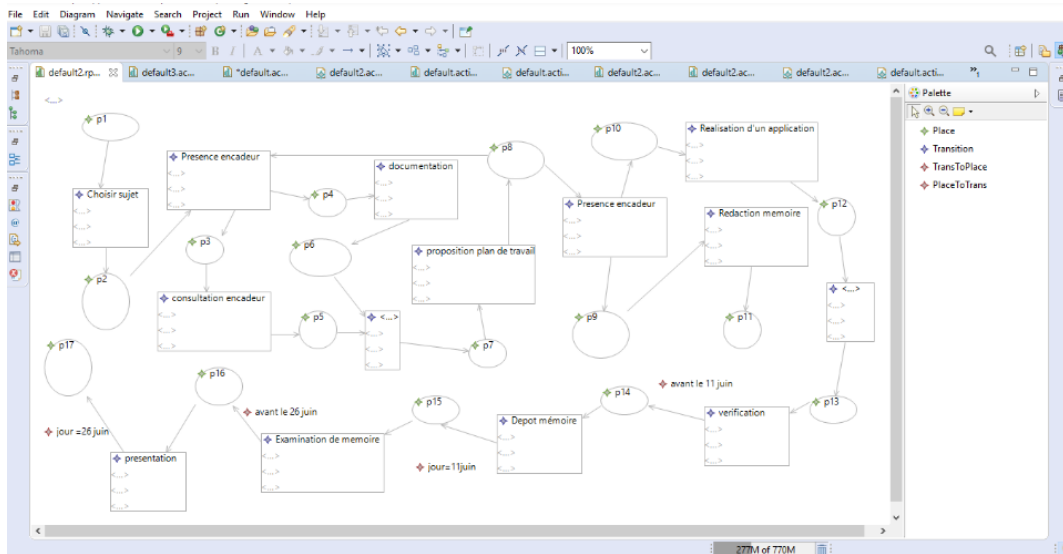 File Edit Diagram Navigate Search Project Run Window Help
Tahoma 9 B I A 100%
default2.rp... default3.ac... *default.ac... default2.ac... default.acti... default.acti... default2.ac... default2.ac... default2.ac... default.acti... »1
<...>
Palette
Place
Transition
TransToPlace
PlaceToTrans
p1
Presence encadeur
<...>
<...>
<...>
documentation
<...>
<...>
<...>
p8
p10
Realisation d'un application
<...>
<...>
<...>
Choisir sujet
<...>
<...>
<...>
p4
Presence encadeur
<...>
<...>
<...>
Redaction memoire
<...>
<...>
<...>
p12
p3
p6
proposition plan de travail
<...>
<...>
<...>
p2
consultation encadeur
<...>
<...>
<...>
p5
<...>
<...>
<...>
<...>
p7
p9
p11
<...>
<...>
<...>
<...>
p17
p16
avant le 26 juin
p15
p14
avant le 11 juin
p13
jour =26 juin
Examination de memoire
<...>
<...>
<...>
Depot mémoire
<...>
<...>
<...>
verification
<...>
<...>
<...>
presentation
<...>
<...>
<...>
jour=11juin
277M of 770M